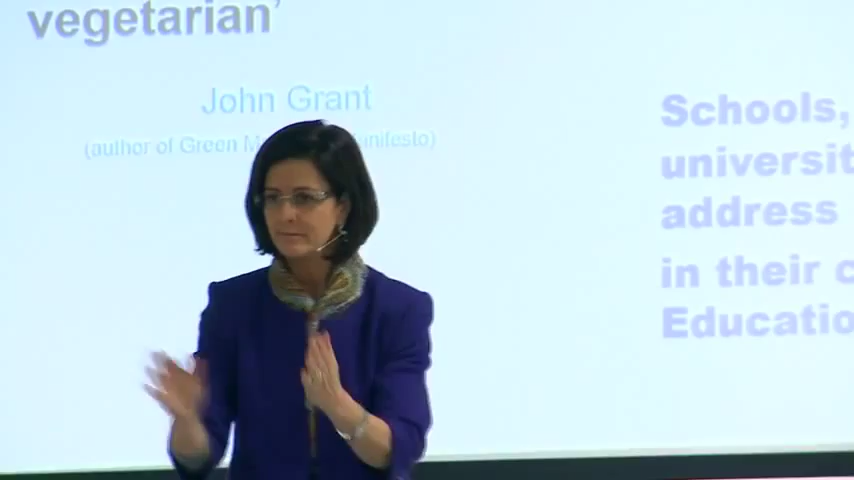 vegetarian'
John Grant
(author of Green M anifesto)
Schools,
universit
address
in their c
Educatio